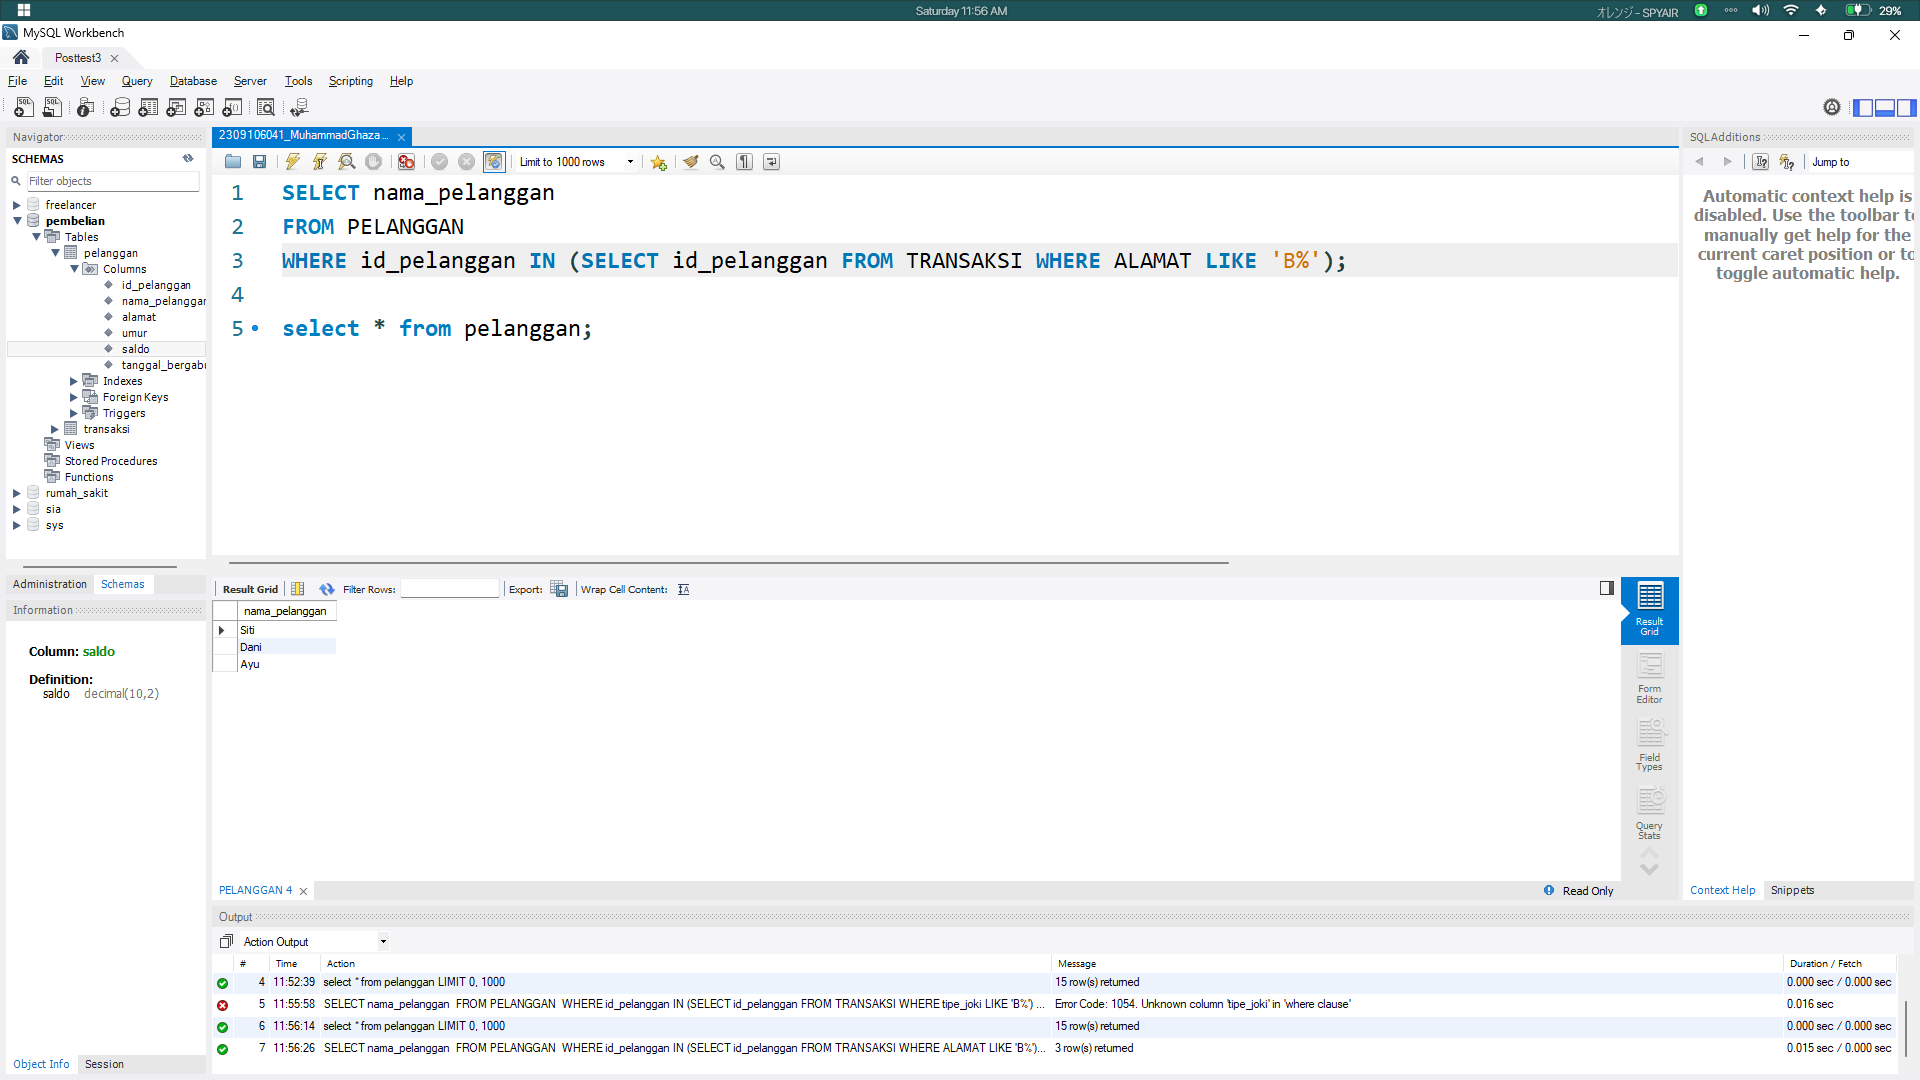 Saturday 11:56 AM
オレンジ - SPYAIR
29%
MySQL Workbench
Posttest3
File Edit View Query Database Server Tools Scripting Help
Navigator
SCHEMAS
Filter objects
freelancer
pembelian
Tables
pelanggan
Columns
id_pelanggan
nama_pelanggan
alamat
umur
saldo
tanggal_bergabu
Indexes
Foreign Keys
Triggers
transaksi
Views
Stored Procedures
Functions
rumah_sakit
sia
sys
Administration Schemas
Information
Column: saldo
Definition:
saldo decimal(10,2)
Object Info Session
2309106041_MuhammadGhaza...
Limit to 1000 rows
1 SELECT nama_pelanggan
2 FROM PELANGGAN
3 WHERE id_pelanggan IN (SELECT id_pelanggan FROM TRANSAKSI WHERE ALAMAT LIKE 'B%');
4
5 select * from pelanggan;
Result Grid Filter Rows: Export: Wrap Cell Content:
nama_pelanggan
Siti
Dani
Ayu
Result
Grid
Form
Editor
Field
Types
Query
Stats
PELANGGAN 4
Read Only
SQLAdditions
Jump to
Automatic context help is
disabled. Use the toolbar to
manually get help for the
current caret position or to
toggle automatic help.
Context Help Snippets
Output
Action Output
# Time Action Message Duration / Fetch
4 11:52:39 select * from pelanggan LIMIT 0, 1000 15 row(s) returned 0.000 sec / 0.000 sec
5 11:55:58 SELECT nama_pelanggan FROM PELANGGAN WHERE id_pelanggan IN (SELECT id_pelanggan FROM TRANSAKSI WHERE tipe_joki LIKE 'B%') ... Error Code: 1054. Unknown column 'tipe_joki' in 'where clause' 0.016 sec
6 11:56:14 select * from pelanggan LIMIT 0, 1000 15 row(s) returned 0.000 sec / 0.000 sec
7 11:56:26 SELECT nama_pelanggan FROM PELANGGAN WHERE id_pelanggan IN (SELECT id_pelanggan FROM TRANSAKSI WHERE ALAMAT LIKE 'B%')... 3 row(s) returned 0.015 sec / 0.000 sec